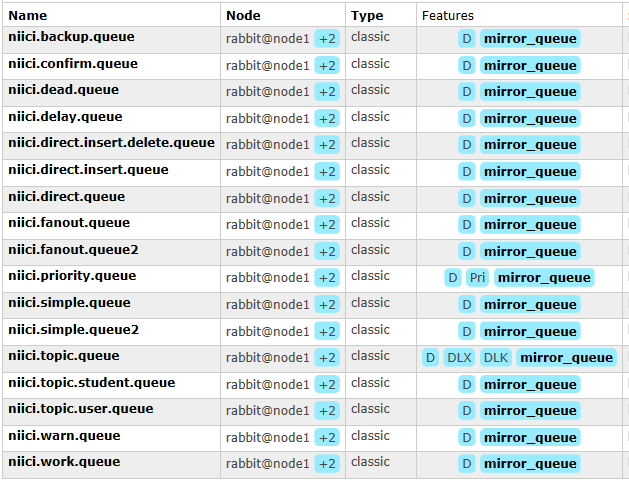 Name Node Type Features
niici.backup.queue rabbit@node1 +2 classic D mirror_queue
niici.confirm.queue rabbit@node1 +2 classic D mirror_queue
niici.dead.queue rabbit@node1 +2 classic D mirror_queue
niici.delay.queue rabbit@node1 +2 classic D mirror_queue
niici.direct.insert.delete.queue rabbit@node1 +2 classic D mirror_queue
niici.direct.insert.queue rabbit@node1 +2 classic D mirror_queue
niici.direct.queue rabbit@node1 +2 classic D mirror_queue
niici.fanout.queue rabbit@node1 +2 classic D mirror_queue
niici.fanout.queue2 rabbit@node1 +2 classic D mirror_queue
niici.priority.queue rabbit@node1 +2 classic D Pri mirror_queue
niici.simple.queue rabbit@node1 +2 classic D mirror_queue
niici.simple.queue2 rabbit@node1 +2 classic D mirror_queue
niici.topic.queue rabbit@node1 +2 classic D DLX DLK mirror_queue
niici.topic.student.queue rabbit@node1 +2 classic D mirror_queue
niici.topic.user.queue rabbit@node1 +2 classic D mirror_queue
niici.warn.queue rabbit@node1 +2 classic D mirror_queue
niici.work.queue rabbit@node1 +2 classic D mirror_queue